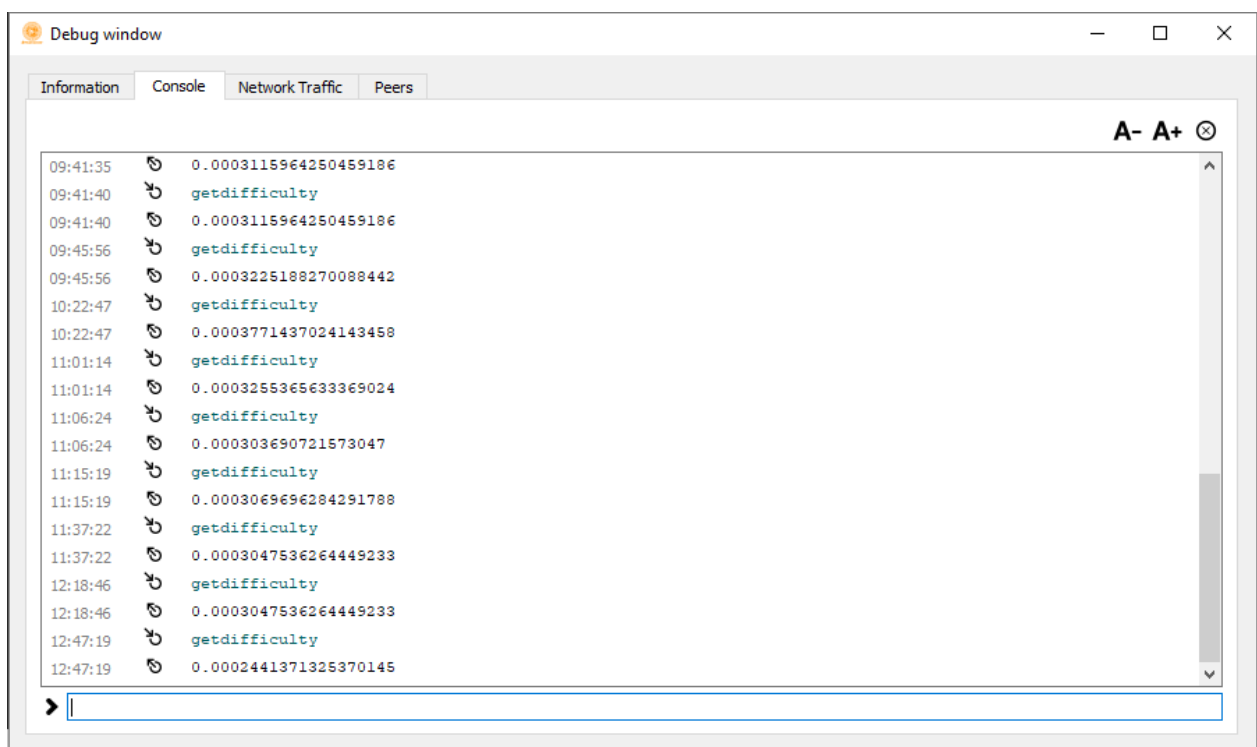 Debug window
Information Console Network Traffic Peers
A- A+
09:41:35 0.0003115964250459186
09:41:40 getdifficulty
09:41:40 0.0003115964250459186
09:45:56 getdifficulty
09:45:56 0.0003225188270088442
10:22:47 getdifficulty
10:22:47 0.0003771437024143458
11:01:14 getdifficulty
11:01:14 0.0003255365633369024
11:06:24 getdifficulty
11:06:24 0.000303690721573047
11:15:19 getdifficulty
11:15:19 0.0003069696284291788
11:37:22 getdifficulty
11:37:22 0.0003047536264449233
12:18:46 getdifficulty
12:18:46 0.0003047536264449233
12:47:19 getdifficulty
12:47:19 0.0002441371325370145